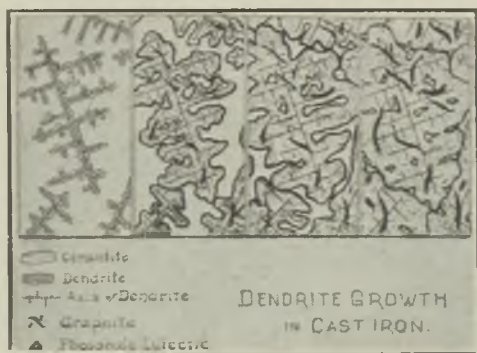 Dendrite
Axis of Dendrite
Graphite
DENDRITE GROWTH
IN CAST IRON.